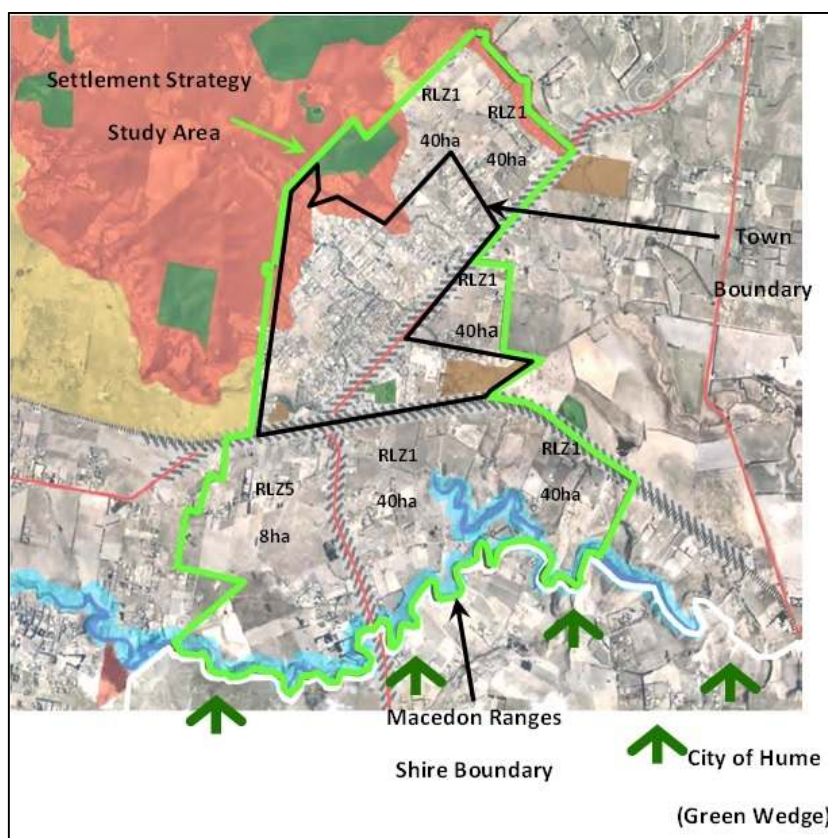 Settlement Strategy
Study Area
RLZ1
40ha
RLZ1
40ha
Town
Boundary
RLZ1
40ha
RLZ5
8ha
RLZ1
40ha
RLZ1
40ha
T
Macedon Ranges
Shire Boundary
City of Hume
(Green Wedge)